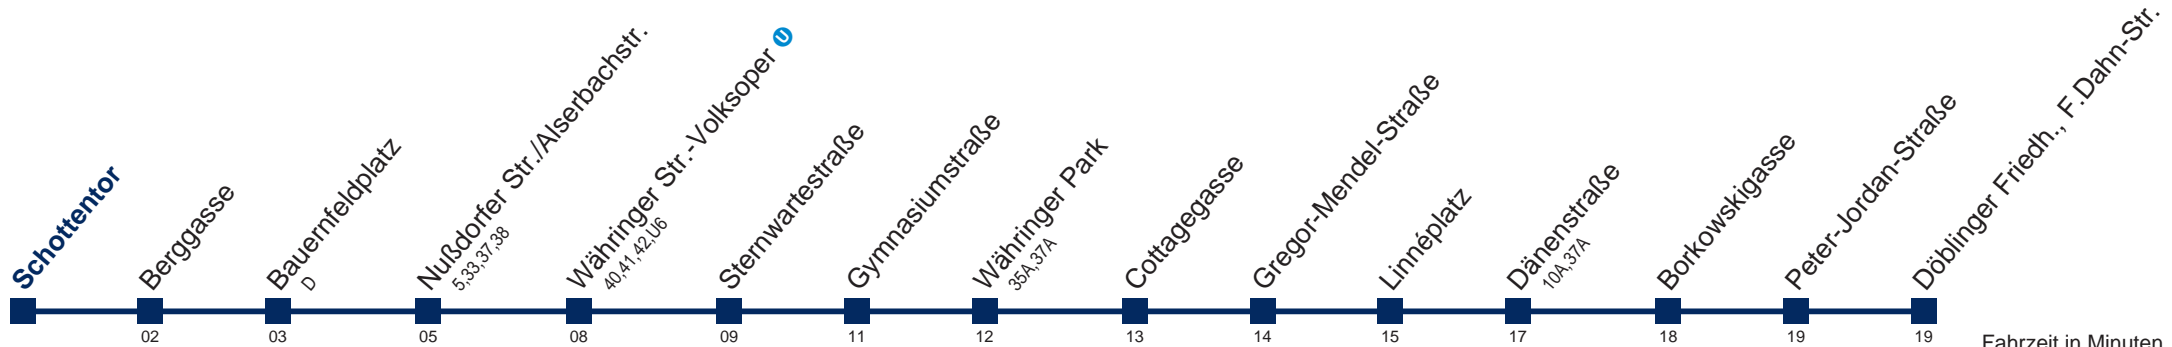 Schottentor
Berggasse
02
Bauernfeldplatz
D
03
Nußdorfer Str./Alserbachstr.
5,33,37,38
05
Währinger Str.-Volksoper U
40,41,42,U6
08
Sternwartestraße
09
Gymnasiumstraße
11
Währinger Park
35A,37A
12
Cottagegasse
13
Gregor-Mendel-Straße
14
Linnéplatz
15
Dänenstraße
10A,37A
17
Borkowskigasse
18
Peter-Jordan-Straße
19
Döblinger Friedh., F.Dahn-Str.
19
Fahrzeit in Minuten